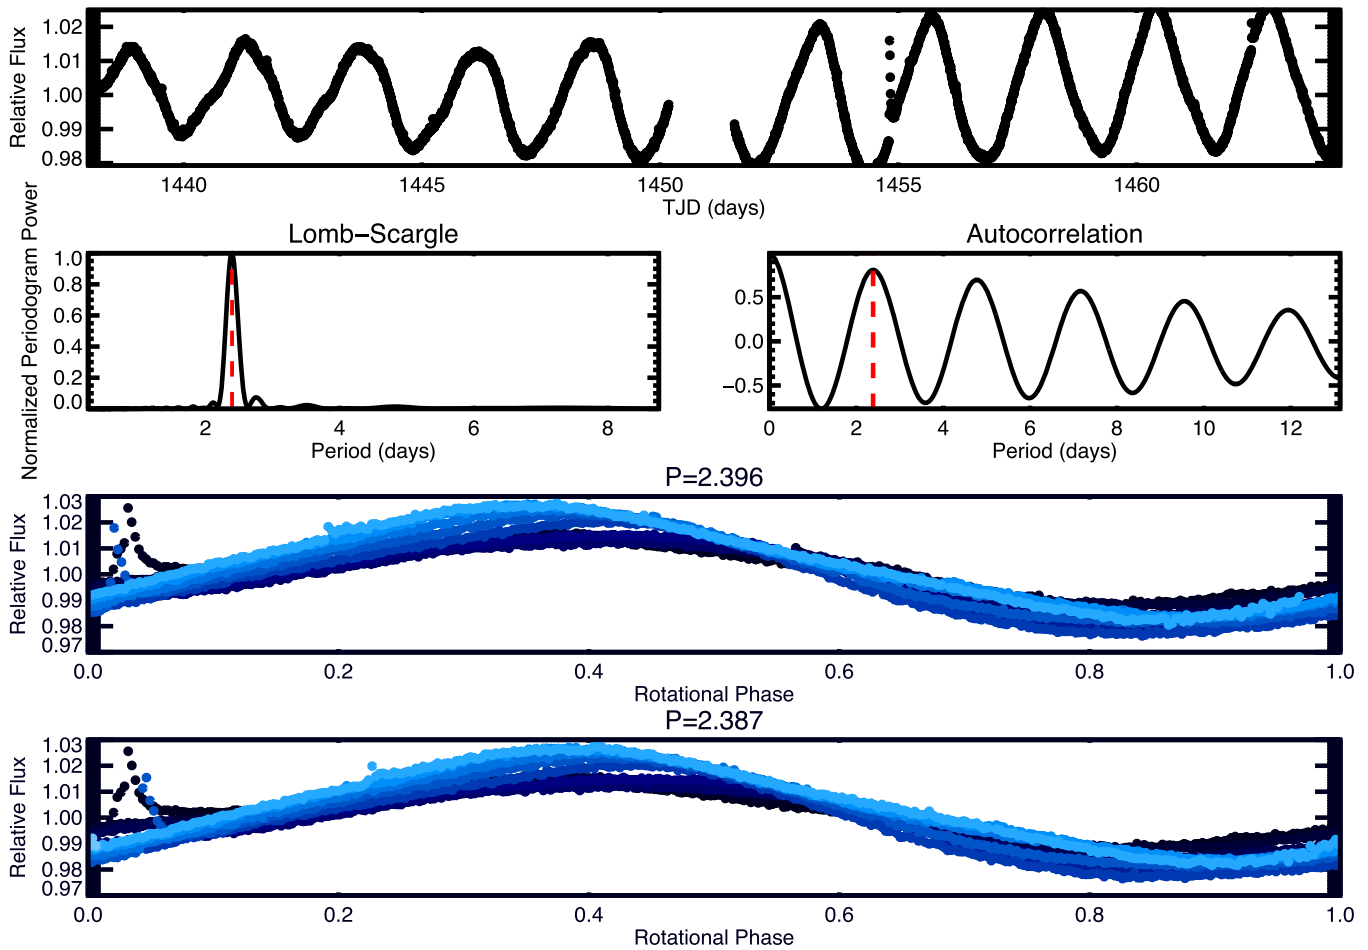 Relative Flux
1.02
1.01
1.00
0.99
0.98
1440 1445 1450 1455 1460
TJD (days)
Lomb−Scargle
Normalized Periodogram Power
1.0
0.8
0.6
0.4
0.2
0.0
2 4 6 8
Period (days)
Autocorrelation
0.5
0.0
−0.5
0 2 4 6 8 10 12
Period (days)
P=2.396
Relative Flux
1.03
1.02
1.01
1.00
0.99
0.98
0.97
0.0 0.2 0.4 0.6 0.8 1.0
Rotational Phase
P=2.387
Relative Flux
1.03
1.02
1.01
1.00
0.99
0.98
0.97
0.0 0.2 0.4 0.6 0.8 1.0
Rotational Phase